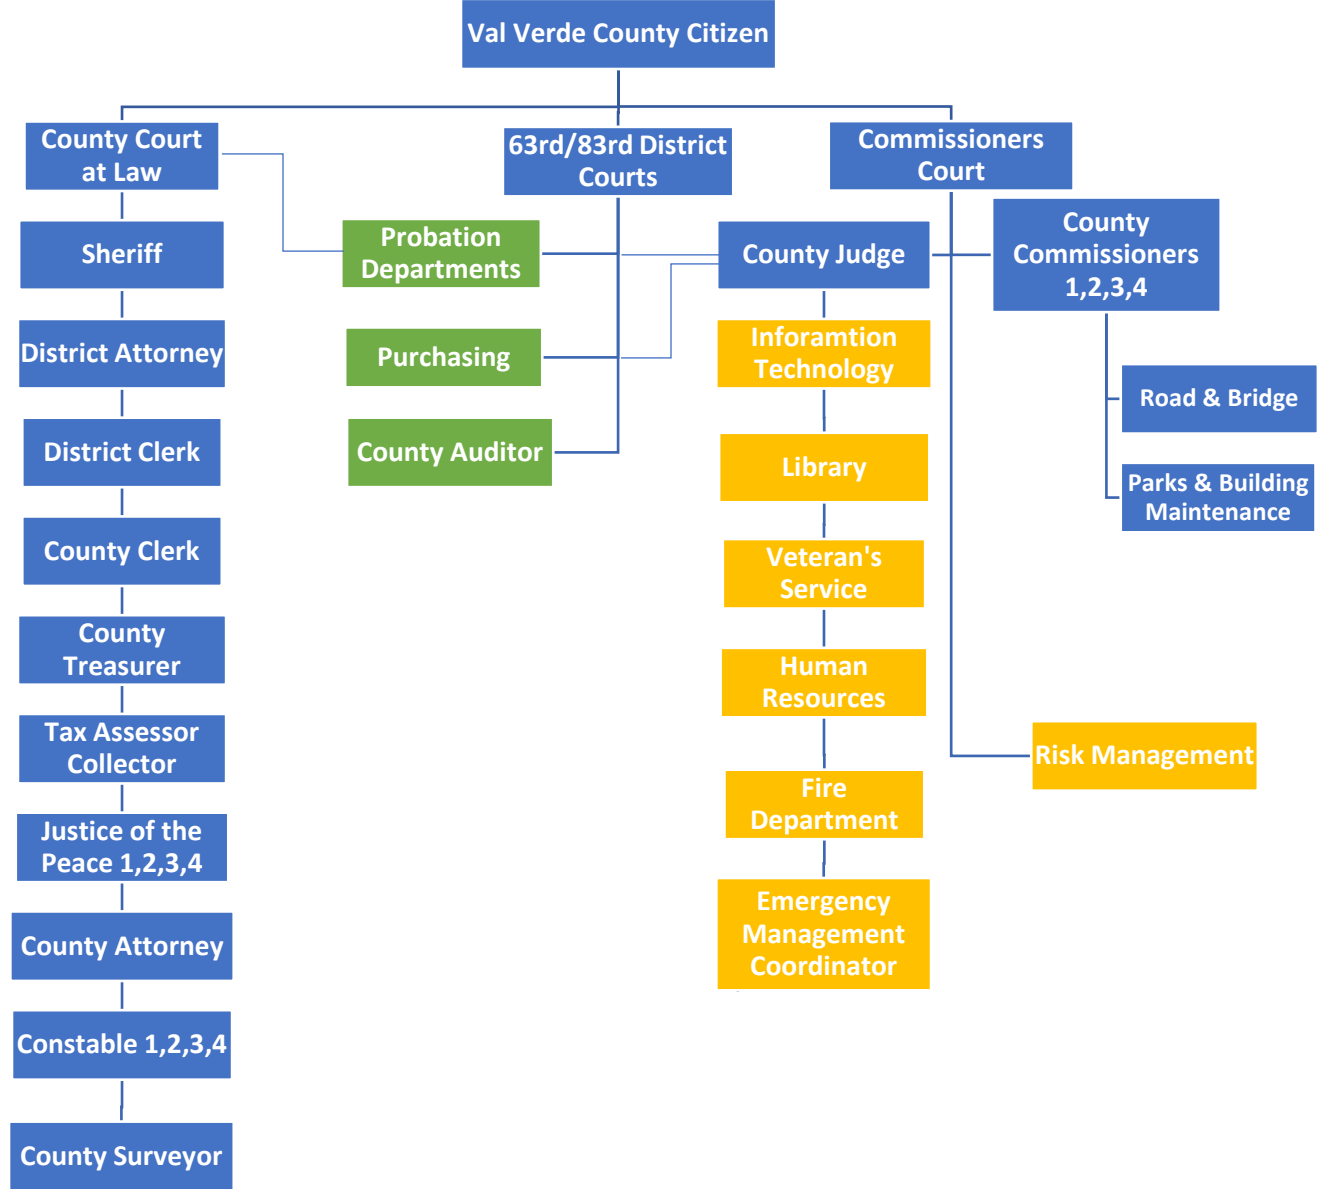 Val Verde County Citizen
County Court
at Law
63rd/83rd District
Courts
Commissioners
Court
Sheriff
Probation
Departments
County Judge
County
Commissioners
1,2,3,4
District Attorney
Purchasing
Inforamtion
Technology
Road & Bridge
District Clerk
County Auditor
Library
Parks & Building
Maintenance
County Clerk
Veteran's
Service
County
Treasurer
Human
Resources
Tax Assessor
Collector
Risk Management
Justice of the
Peace 1,2,3,4
Fire
Department
County Attorney
Emergency
Management
Coordinator
Constable 1,2,3,4
County Surveyor